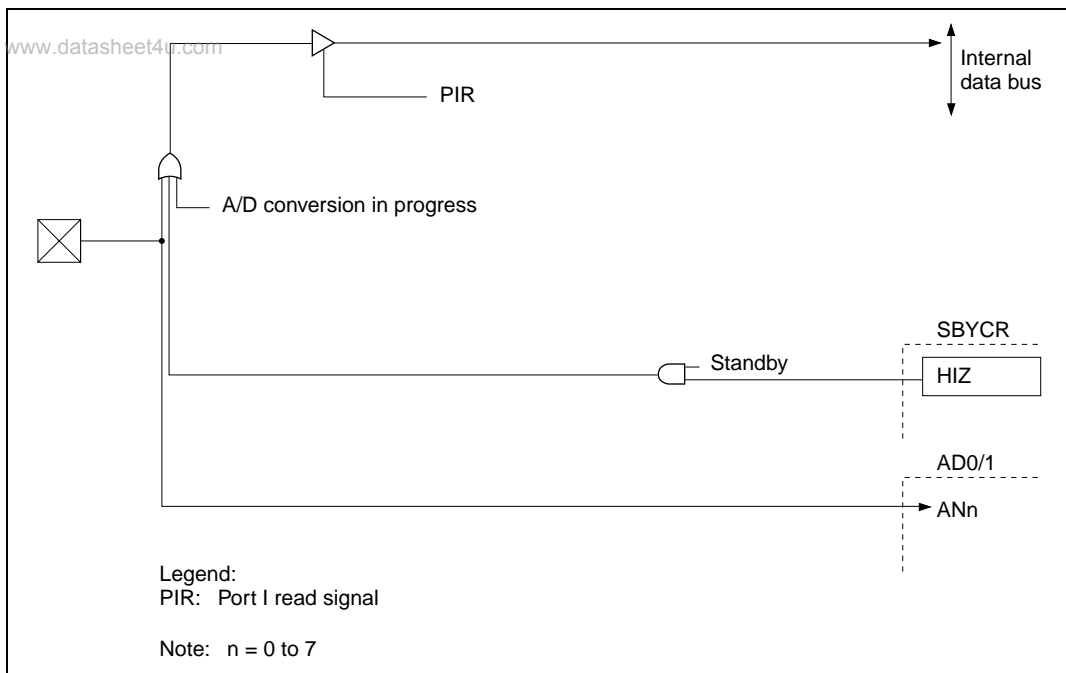 www.datasheet4u.com
Internal
data bus
PIR
A/D conversion in progress
SBYCR
Standby
HIZ
AD0/1
ANn
Legend:
PIR: Port I read signal
Note: n = 0 to 7